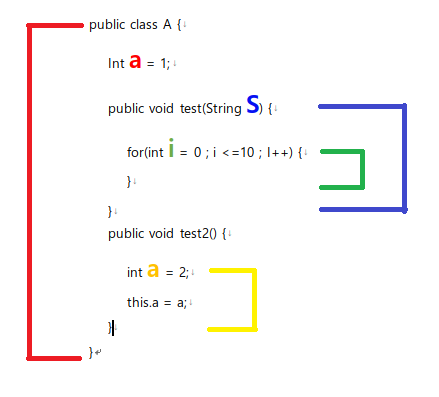 public class A {
Int a = 1;
public void test(String S) {
for(int i = 0 ; i <=10 ; I++) {
}
}
public void test2() {
int a = 2;
this.a = a;
}
}